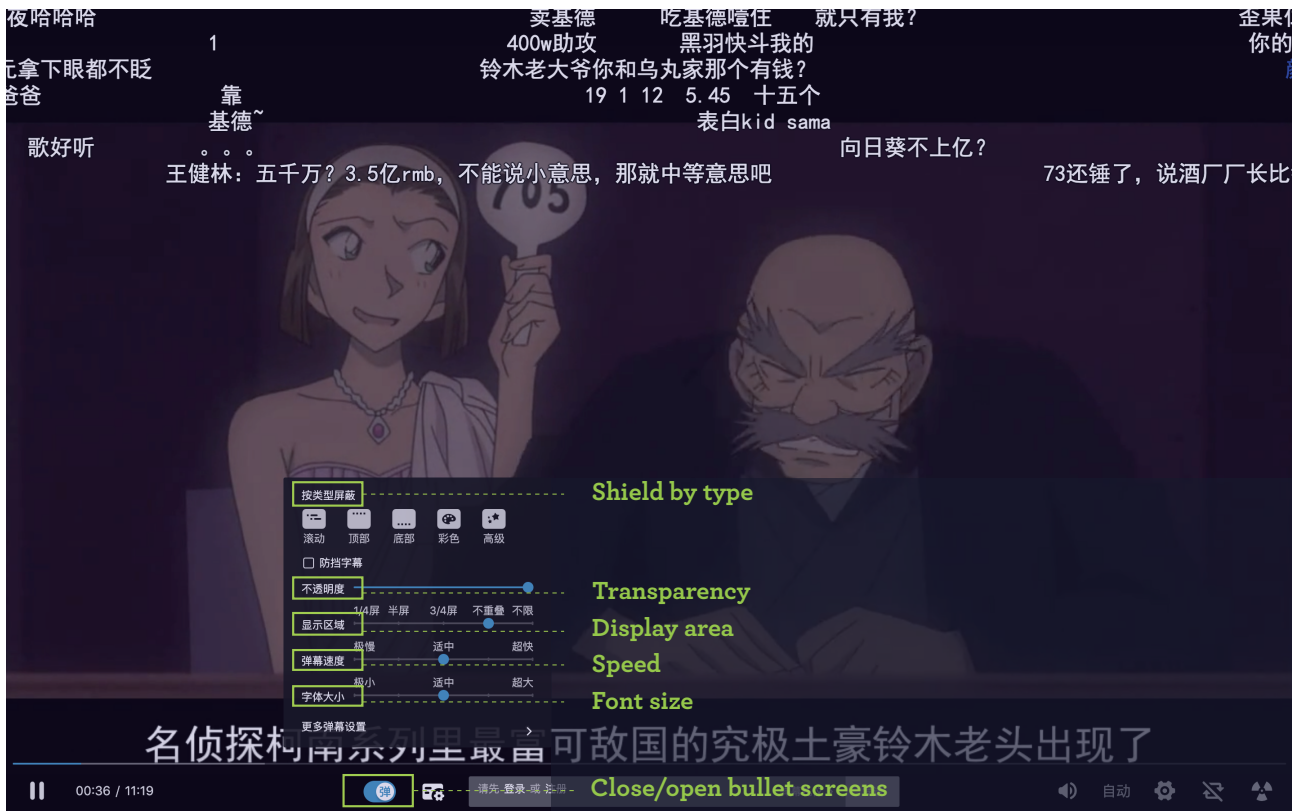 夜哈哈哈 卖基德 吃基德噎住 就只有我？ 歪果
1 400w助攻 黑羽快斗我的 你的
元拿下眼都不眨 铃木老大爷你和乌丸家那个有钱？
爸爸 靠 19 1 12 5.45 十五个
基德~ 表白kid sama
歌好听 。。。 向日葵不上亿？
王健林：五千万？3.5亿rmb，不能说小意思，那就中等意思吧 73还锤了，说酒厂厂长比
705
按类型屏蔽 Shield by type
滚动 顶部 底部 彩色 高级
防挡字幕
不透明度 Transparency
1/4屏 半屏 3/4屏 不重叠 不限
显示区域 Display area
极慢 适中 超快
弹幕速度 Speed
极小 适中 超大
字体大小 Font size
更多弹幕设置
名侦探柯南系列里最富可敌国的究极土豪铃木老头出现了
00:36 / 11:19 弹 请先 登录 或 注册 Close/open bullet screens 自动